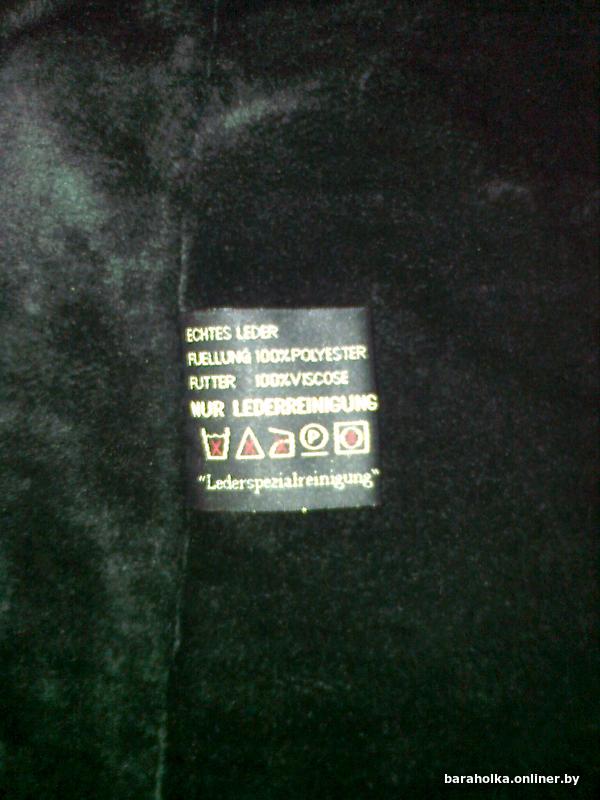 ECHTES LEDER
FUELLUNG 100% POLYESTER
FUTTER 100% VISCOSE
NUR LEDERREINIGUNG
P
"Lederspezialreinigung"
baraholka.onliner.by